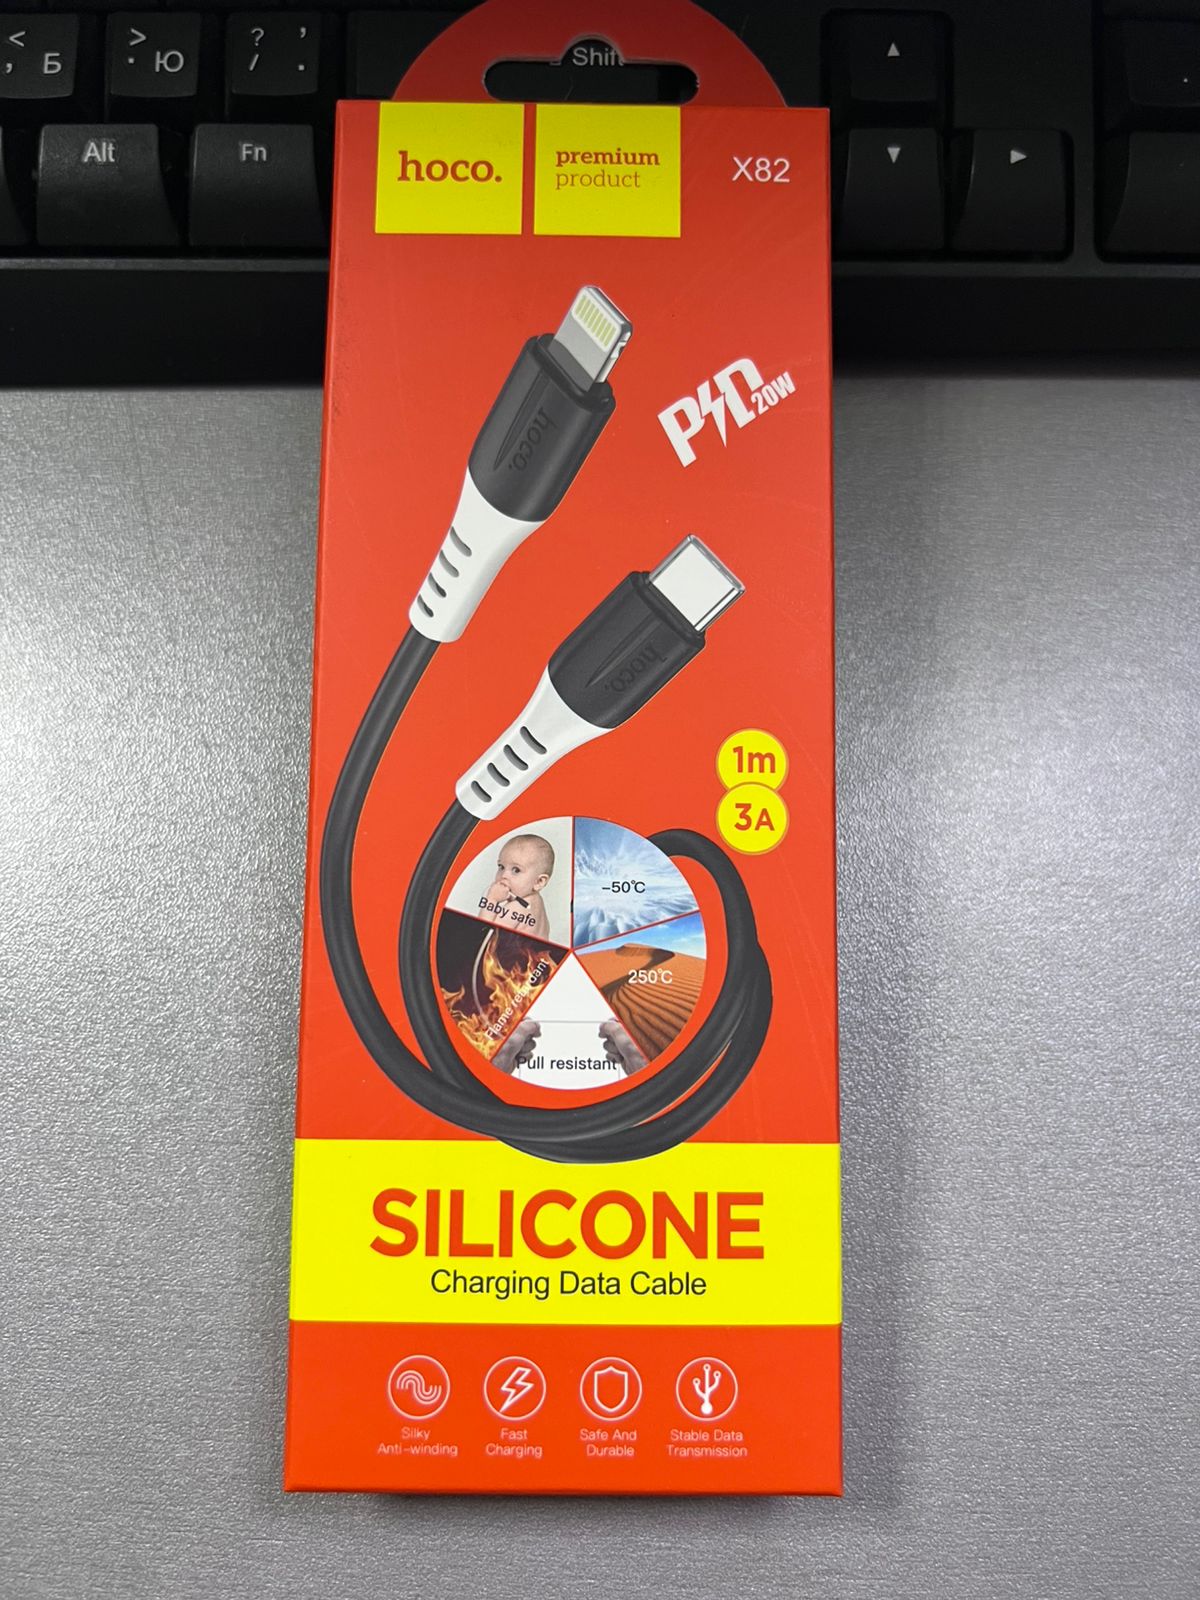 < Б
, 
> Ю
.
? ,
/ .
Shift
Alt
Fn
hoco.
premium
product
X82
hoco.
PD 20W
hoco.
1m
3A
Baby safe
-50℃
Flame retardant
250℃
Pull resistant
SILICONE
Charging Data Cable
Silky
Anti-winding
Fast
Charging
Safe And
Durable
Stable Data
Transmission